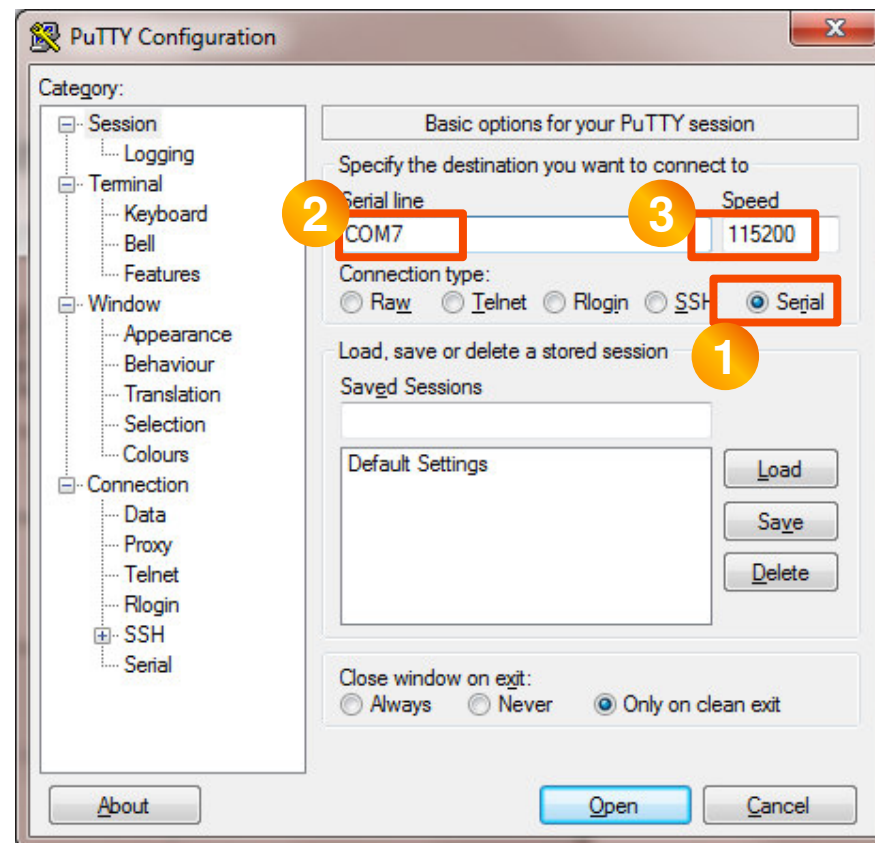 PuTTY Configuration
X
Category:
Session
Logging
Terminal
Keyboard
Bell
Features
Window
Appearance
Behaviour
Translation
Selection
Colours
Connection
Data
Proxy
Telnet
Rlogin
SSH
Serial
Basic options for your PuTTY session
Specify the destination you want to connect to
Serial line Speed
2 COM7 3 115200
Connection type:
Raw Telnet Rlogin SSH Serial
1
Load, save or delete a stored session
Saved Sessions
Default Settings
Load
Save
Delete
Close window on exit:
Always Never Only on clean exit
About Open Cancel